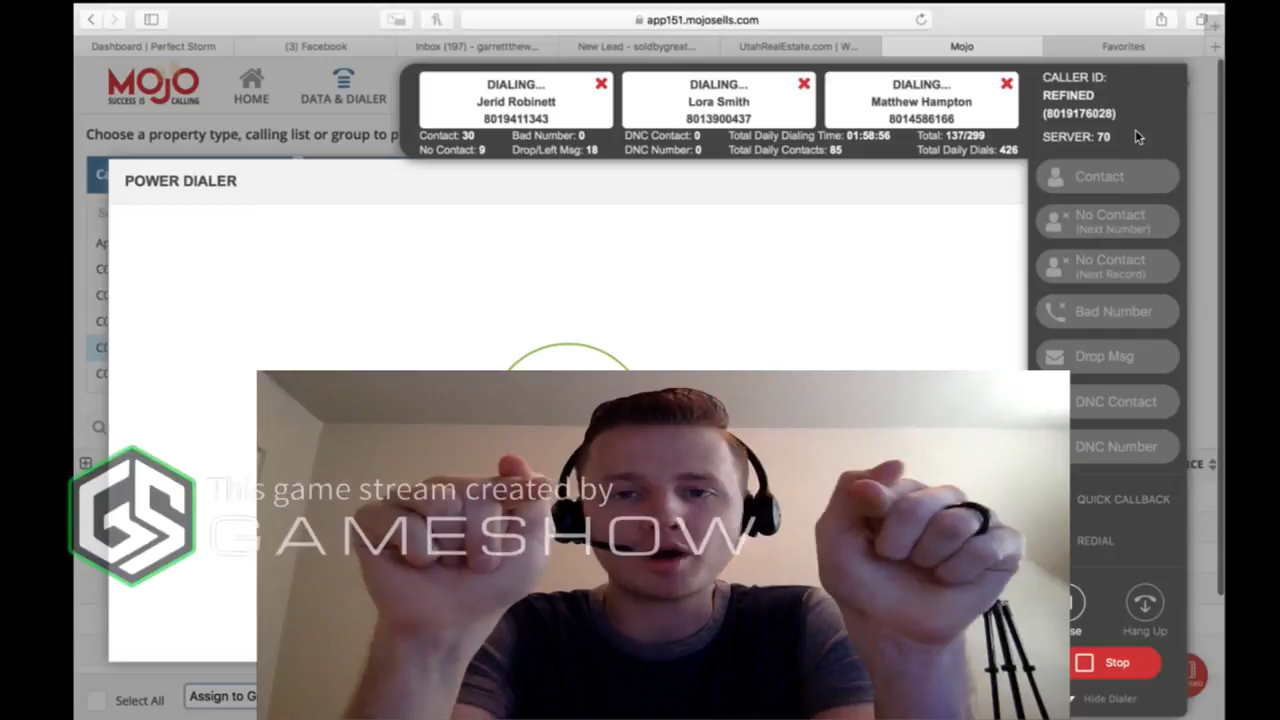 app151.mojosells.com
Dashboard | Perfect Storm
(3) Facebook
Inbox (197) - garrettthew...
New Lead - soldbygreat...
UtahRealEstate.com | W...
Mojo
Favorites
MOJO
SUCCESS IS CALLING
HOME
DATA & DIALER
DIALING...
Jerid Robinett
8019411343
DIALING...
Lora Smith
8013900437
DIALING...
Matthew Hampton
8014586166
Contact: 30
Bad Number: 0
DNC Contact: 0
Total Daily Dialing Time: 01:58:56
Total: 137/299
No Contact: 9
Drop/Left Msg: 18
DNC Number: 0
Total Daily Contacts: 85
Total Daily Dials: 426
CALLER ID:
REFINED
(8019176028)
SERVER: 70
Choose a property type, calling list or group to p
POWER DIALER
Contact
No Contact
(Next Number)
No Contact
(Next Record)
Bad Number
Drop Msg
DNC Contact
DNC Number
QUICK CALLBACK
REDIAL
se
Hang Up
Stop
Hide Dialer
ICE
GS
This game stream created by
GAMESHOW
Select All
Assign to G